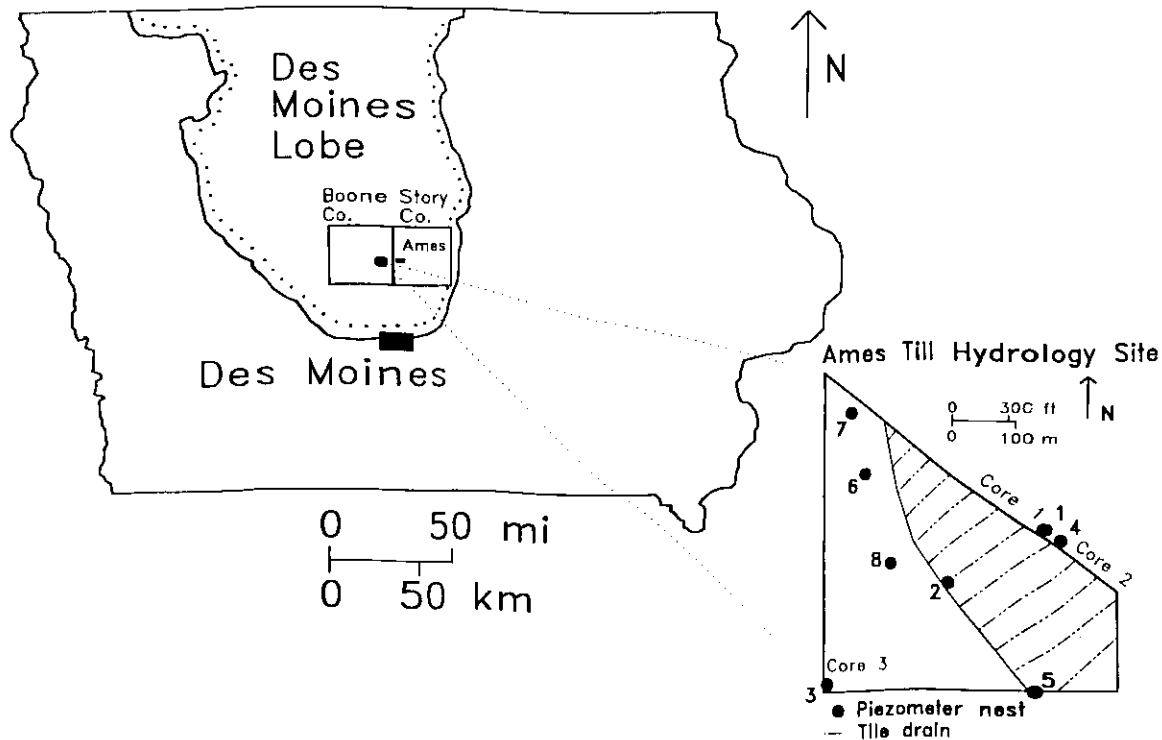 N
Des
Moines
Lobe
Boone Story
Co. Co.
Ames
Des Moines
0 50 mi
0 50 km
Ames Till Hydrology Site
0 300 ft
0 100 m
N
7
6
Core 1
1
4
Core 2
8
2
Core 3
3
5
Piezometer nest
Tile drain